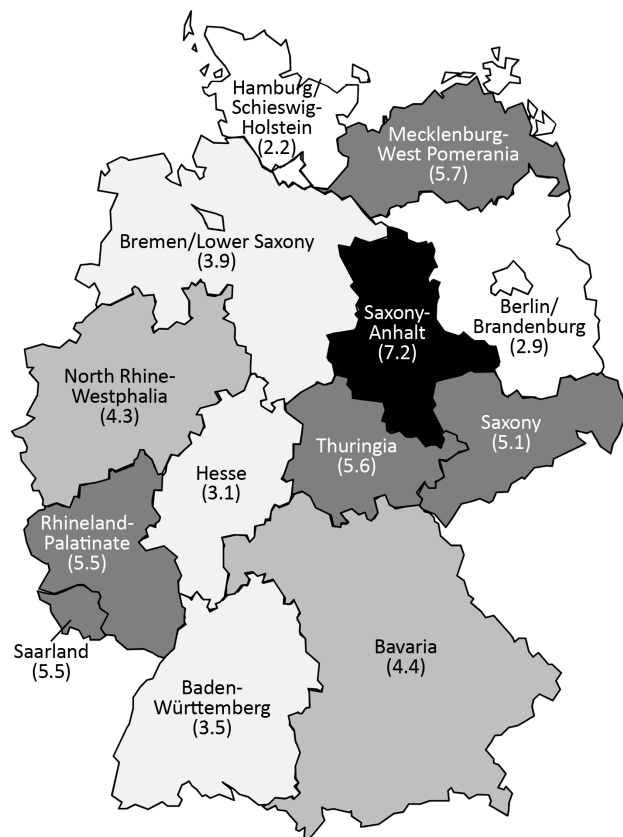 Hamburg/
Schieswig-
Holstein
(2.2)
Mecklenburg-
West Pomerania
(5.7)
Bremen/Lower Saxony
(3.9)
Saxony-
Anhalt
(7.2)
Berlin/
Brandenburg
(2.9)
North Rhine-
Westphalia
(4.3)
Thuringia
(5.6)
Saxony
(5.1)
Hesse
(3.1)
Rhineland-
Palatinate
(5.5)
Saarland
(5.5)
Bavaria
(4.4)
Baden-
Württemberg
(3.5)